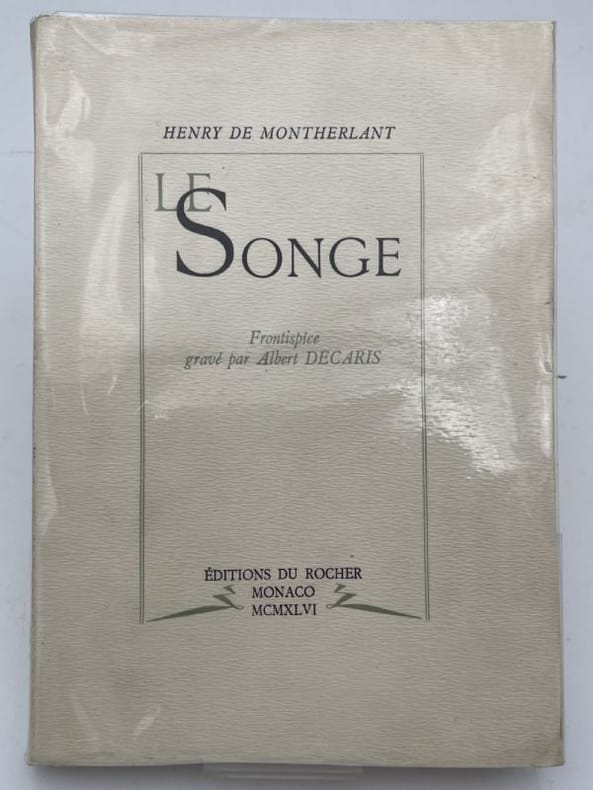 HENRY DE MONTHERLANT
LE
SONGE
Frontispice
gravé par Albert DECARIS
ÉDITIONS DU ROCHER
MONACO
MCMXLVI